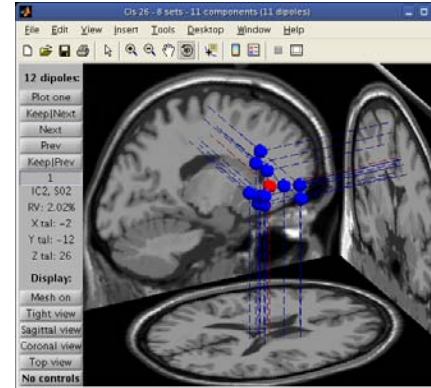 Cls 26 - 8 sets - 11 components (11 dipoles)
File Edit View Insert Tools Desktop Window Help
12 dipoles:
Plot one
Keep|Next
Next
Prev
Keep|Prev
1
IC2, S02
RV: 2.02%
X tal: -2
Y tal: -12
Z tal: 26
Display:
Mesh on
Tight view
Sagittal view
Coronal view
Top view
No controls